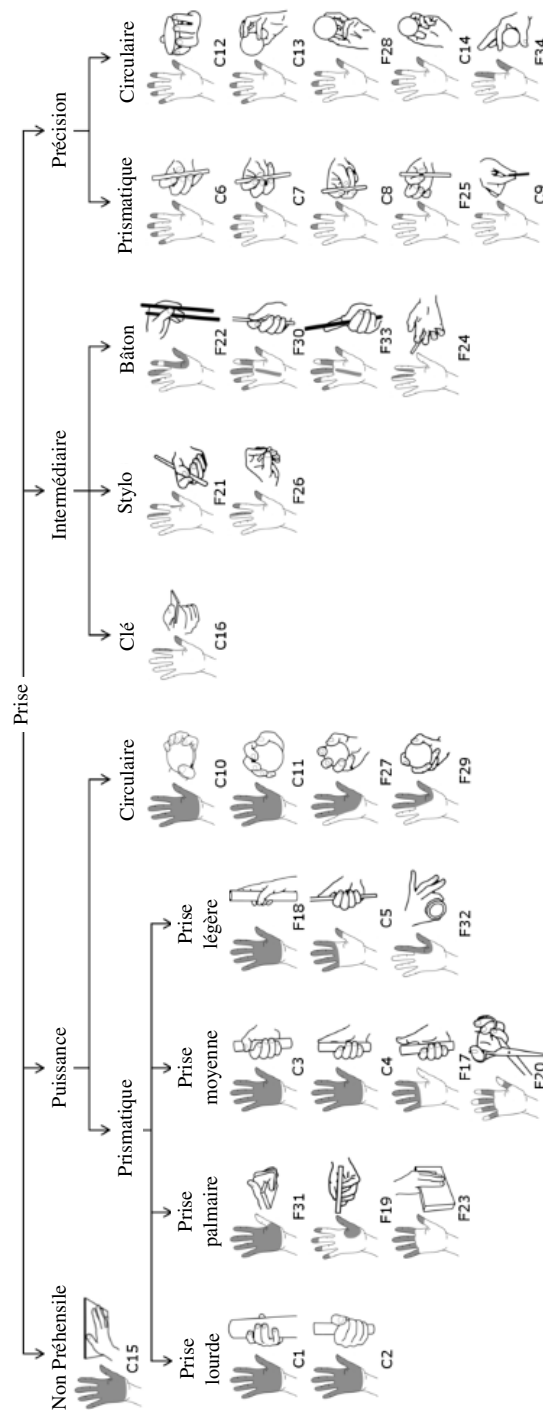 Prise
Non Préhensile
Puissance
Intermédiaire
Précision
C15
Prismatique
Circulaire
Clé
Stylo
Bâton
Prismatique
Circulaire
Prise
lourde
Prise
palmaire
Prise
moyenne
Prise
légère
C1
C2
F31
F19
F23
C3
C4
F17
F20
F18
C5
F32
C10
C11
F27
F29
C16
F21
F26
F22
F30
F33
F24
C6
C7
C8
F25
C9
C12
C13
F28
C14
F34